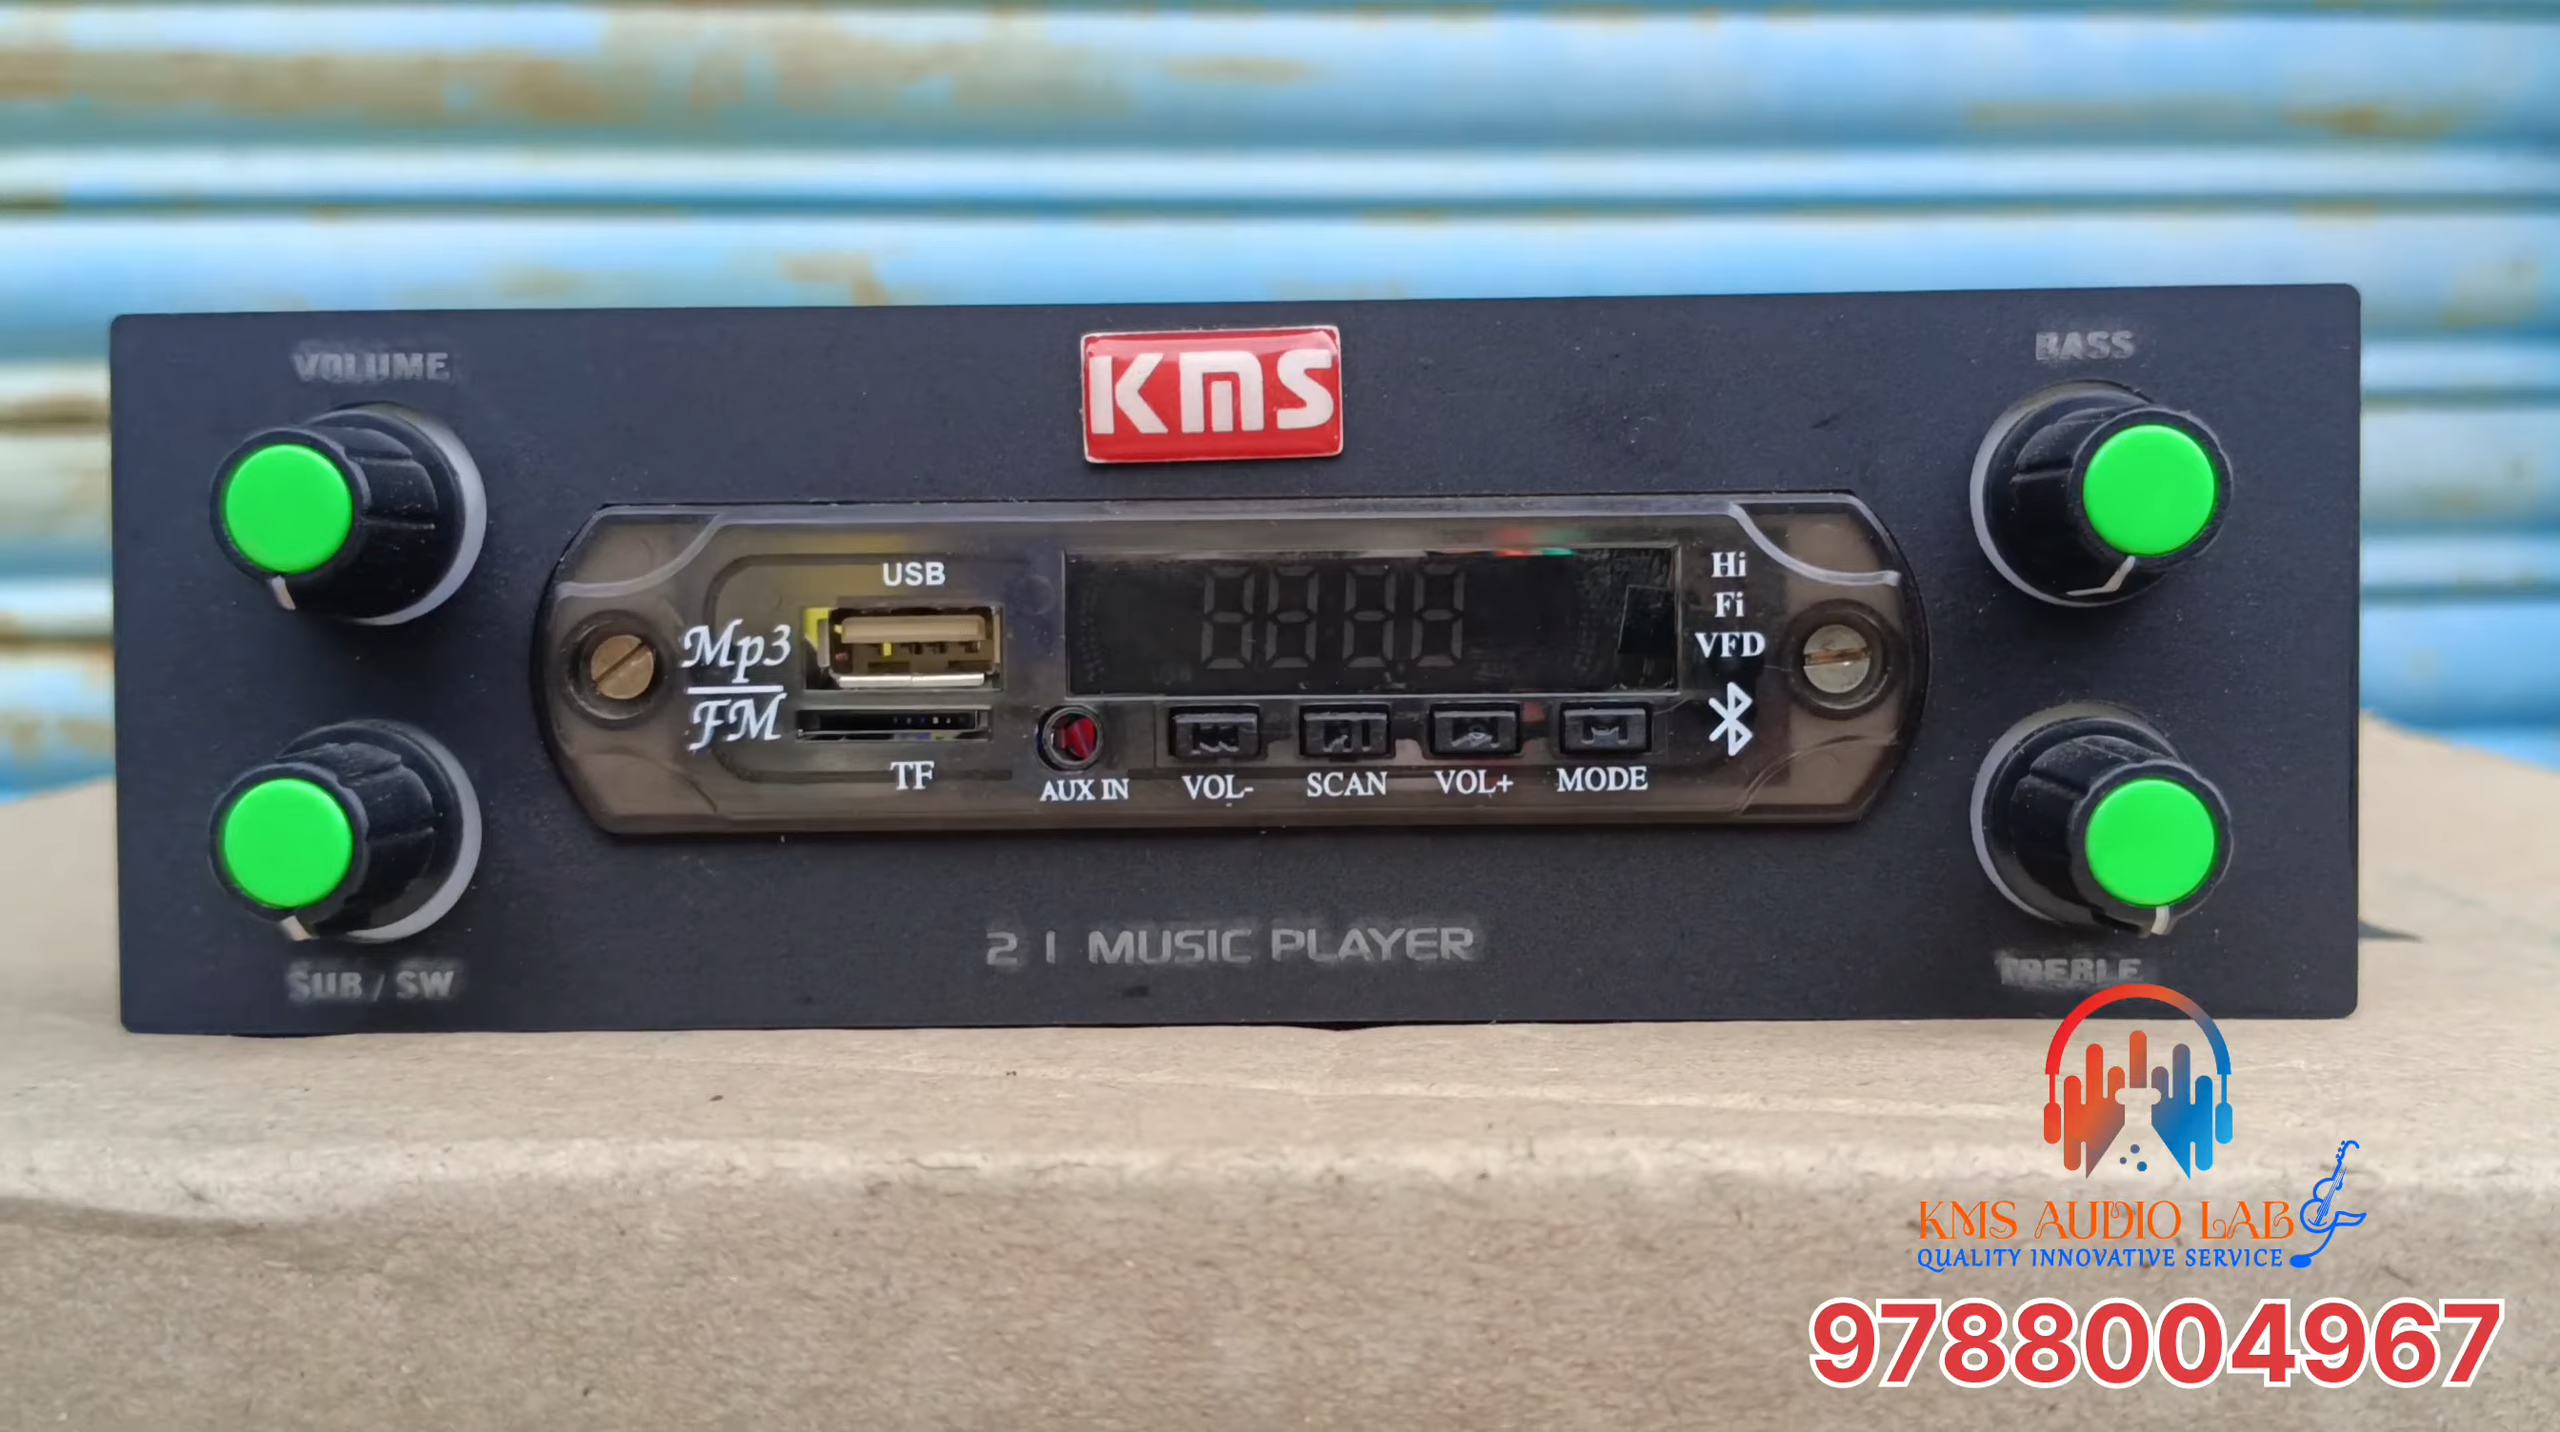 VOLUME
BASS
KMS
USB
Hi
Fi
VFD
Mp3
FM
TF
AUX IN
VOL-
SCAN
VOL+
MODE
2 1 MUSIC PLAYER
SUB / SW
TREBLE
KMS AUDIO LAB
QUALITY INNOVATIVE SERVICE
9788004967